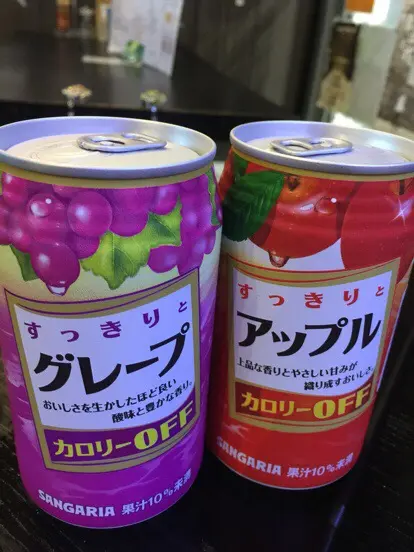 すっきりと
グレープ
おいしさを生かしたほど良い
酸味と豊かな香り。
カロリーOFF
SANGARIA 果汁10%未満
すっきりと
アップル
上品な香りとやさしい甘みが
織り成すおいしさ。
カロリーOFF
SANGARIA 果汁10%未満